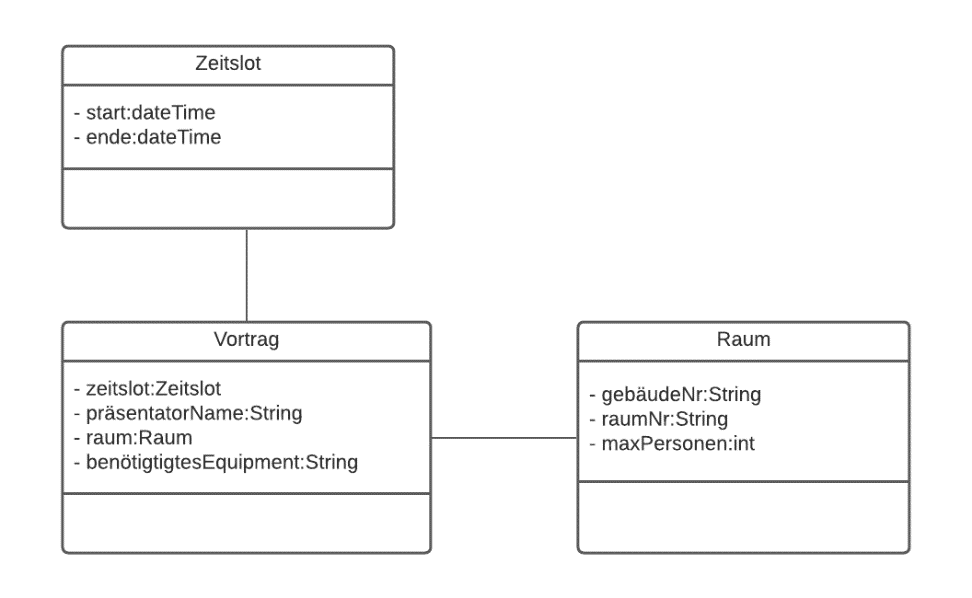 Zeitslot
- start:dateTime
- ende:dateTime
Vortrag
- zeitslot:Zeitslot
- präsentatorName:String
- raum:Raum
- benötigtigtesEquipment:String
Raum
- gebäudeNr:String
- raumNr:String
- maxPersonen:int